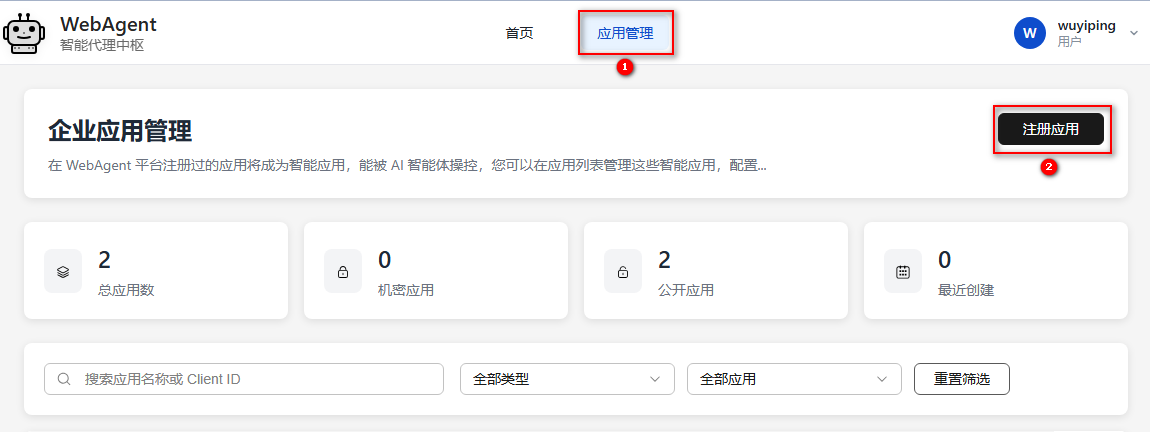 WebAgent
智能代理中枢
首页
应用管理
W
wuyiping
用户
1
企业应用管理
注册应用
在 WebAgent 平台注册过的应用将成为智能应用，能被 AI 智能体操控，您可以在应用列表管理这些智能应用，配置...
2
2
总应用数
0
机密应用
2
公开应用
0
最近创建
搜索应用名称或 Client ID
全部类型
全部应用
重置筛选